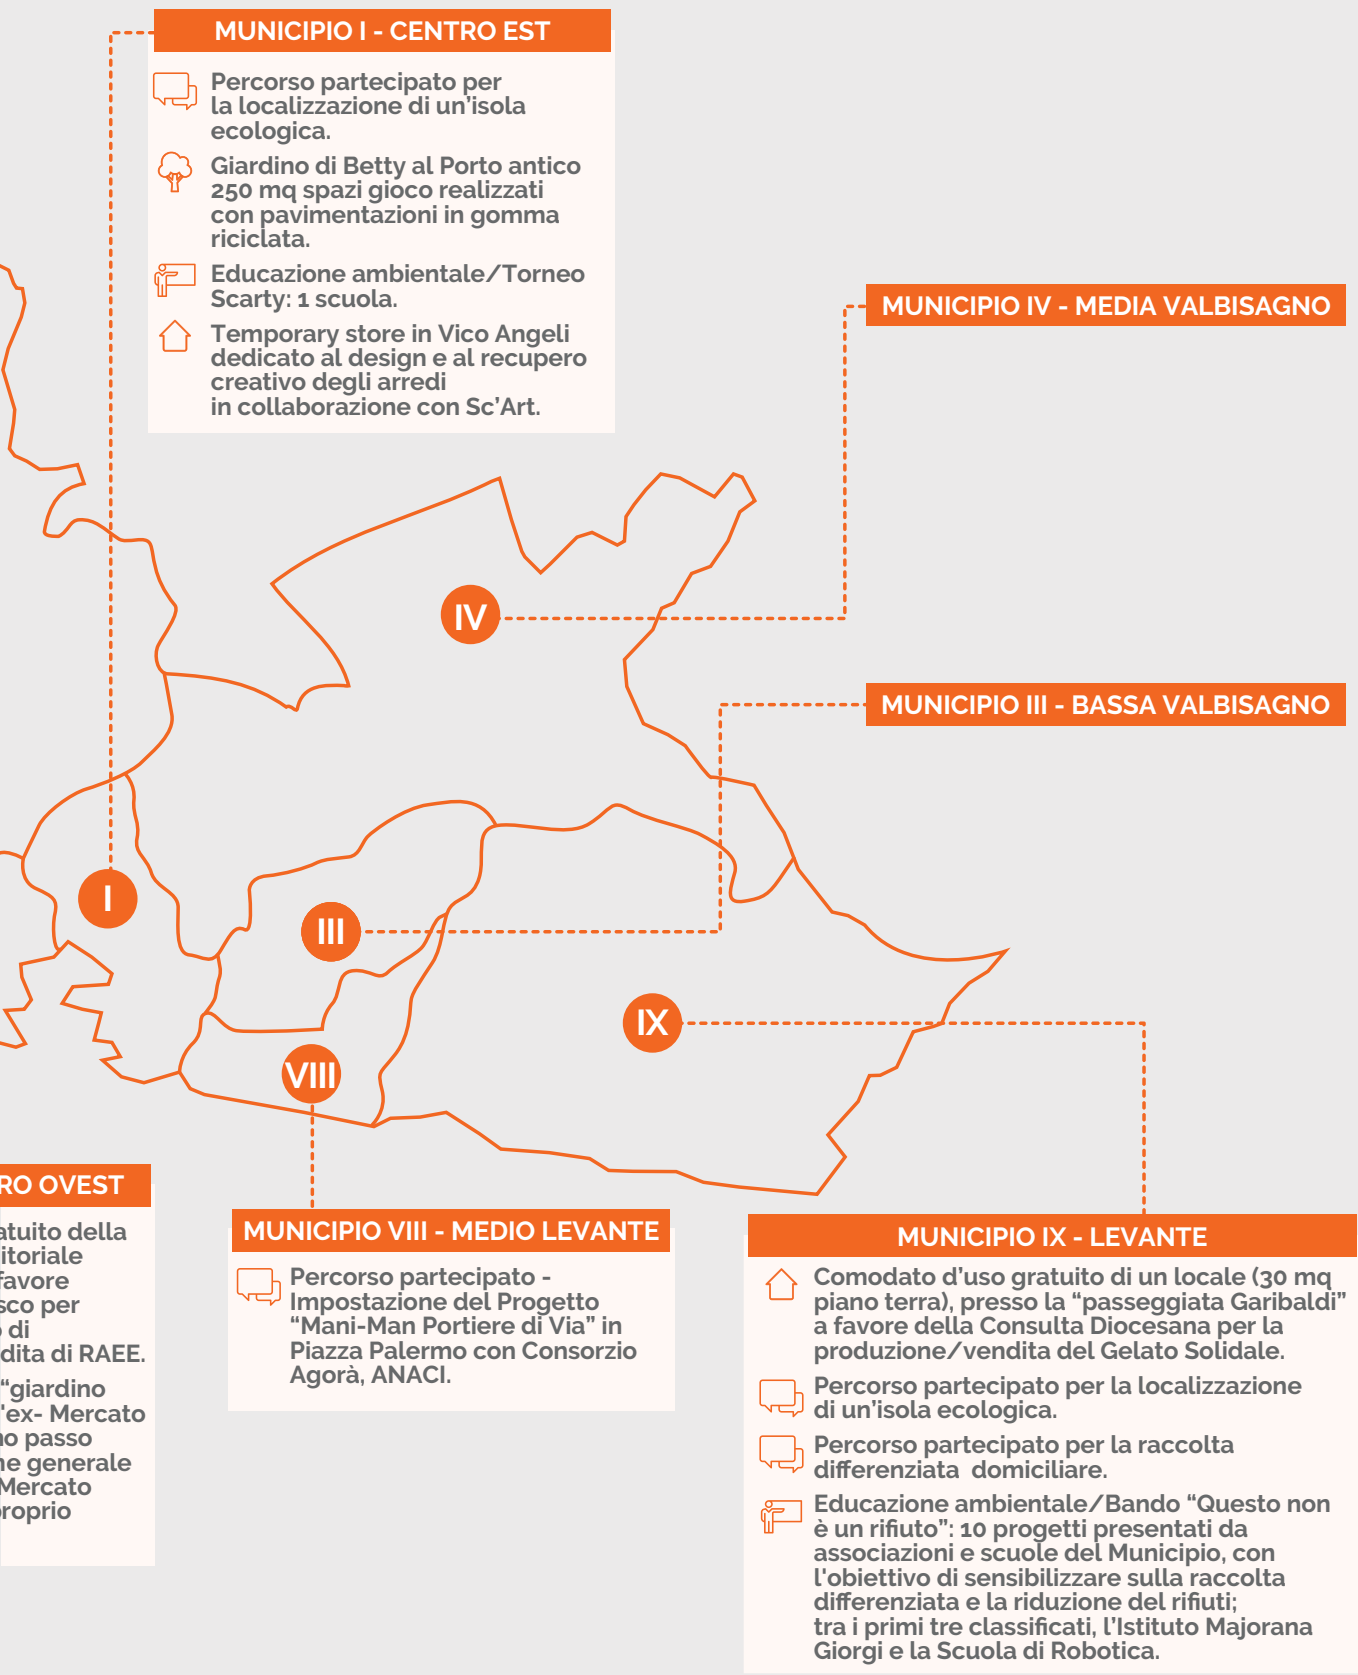 MUNICIPIO I - CENTRO EST
Percorso partecipato per
la localizzazione di un’isola
ecologica.
Giardino di Betty al Porto antico
250 mq spazi gioco realizzati
con pavimentazioni in gomma
riciclata.
Educazione ambientale/Torneo
Scarty: 1 scuola.
Temporary store in Vico Angeli
dedicato al design e al recupero
creativo degli arredi
in collaborazione con Sc’Art.
MUNICIPIO IV - MEDIA VALBISAGNO
IV
MUNICIPIO III - BASSA VALBISAGNO
I
III
IX
VIII
RO OVEST
atuito della
itoriale
favore
sco per
di
dita di RAEE.
“giardino
'ex- Mercato
no passo
ne generale
Mercato
proprio
MUNICIPIO VIII - MEDIO LEVANTE
Percorso partecipato -
Impostazione del Progetto
“Mani-Man Portiere di Via” in
Piazza Palermo con Consorzio
Agorà, ANACI.
MUNICIPIO IX - LEVANTE
Comodato d’uso gratuito di un locale (30 mq
piano terra), presso la “passeggiata Garibaldi”
a favore della Consulta Diocesana per la
produzione/vendita del Gelato Solidale.
Percorso partecipato per la localizzazione
di un’isola ecologica.
Percorso partecipato per la raccolta
differenziata  domiciliare.
Educazione ambientale/Bando “Questo non
è un rifiuto”: 10 progetti presentati da
associazioni e scuole del Municipio, con
l'obiettivo di sensibilizzare sulla raccolta
differenziata e la riduzione del rifiuti;
tra i primi tre classificati, l’Istituto Majorana
Giorgi e la Scuola di Robotica.